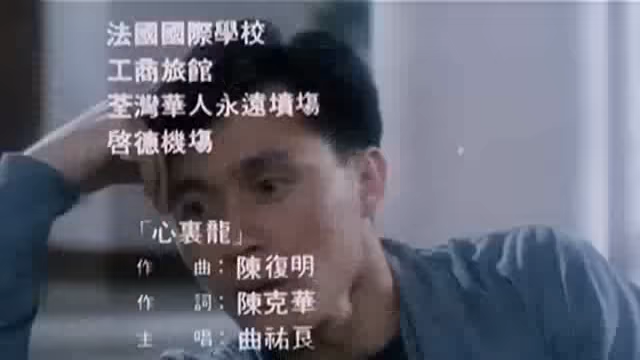 法國國際學校
工商旅館
荃灣華人永遠墳塲
啓德機塲
「心裏龍」
作曲：陳復明
作詞：陳克華
主唱：曲祐良